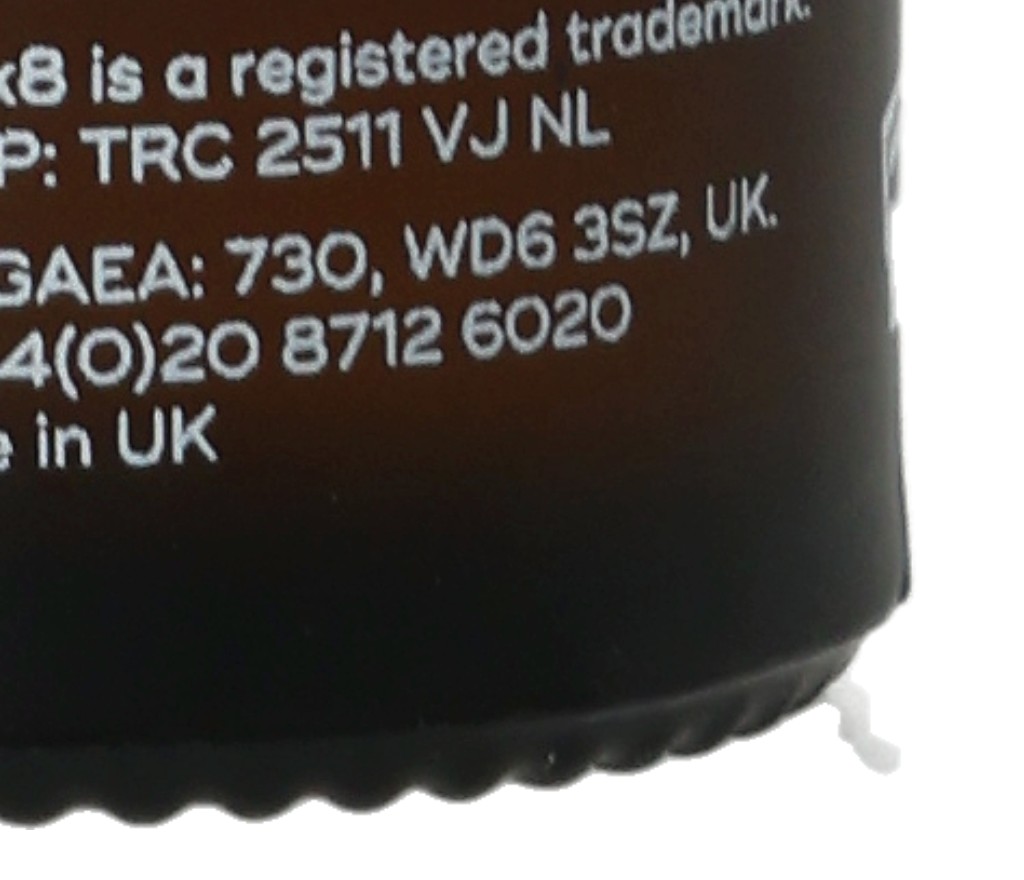 k8 is a registered trademark.
P: TRC 2511 VJ NL
GAEA: 730, WD6 3SZ, UK.
4(0)20 8712 6020
e in UK